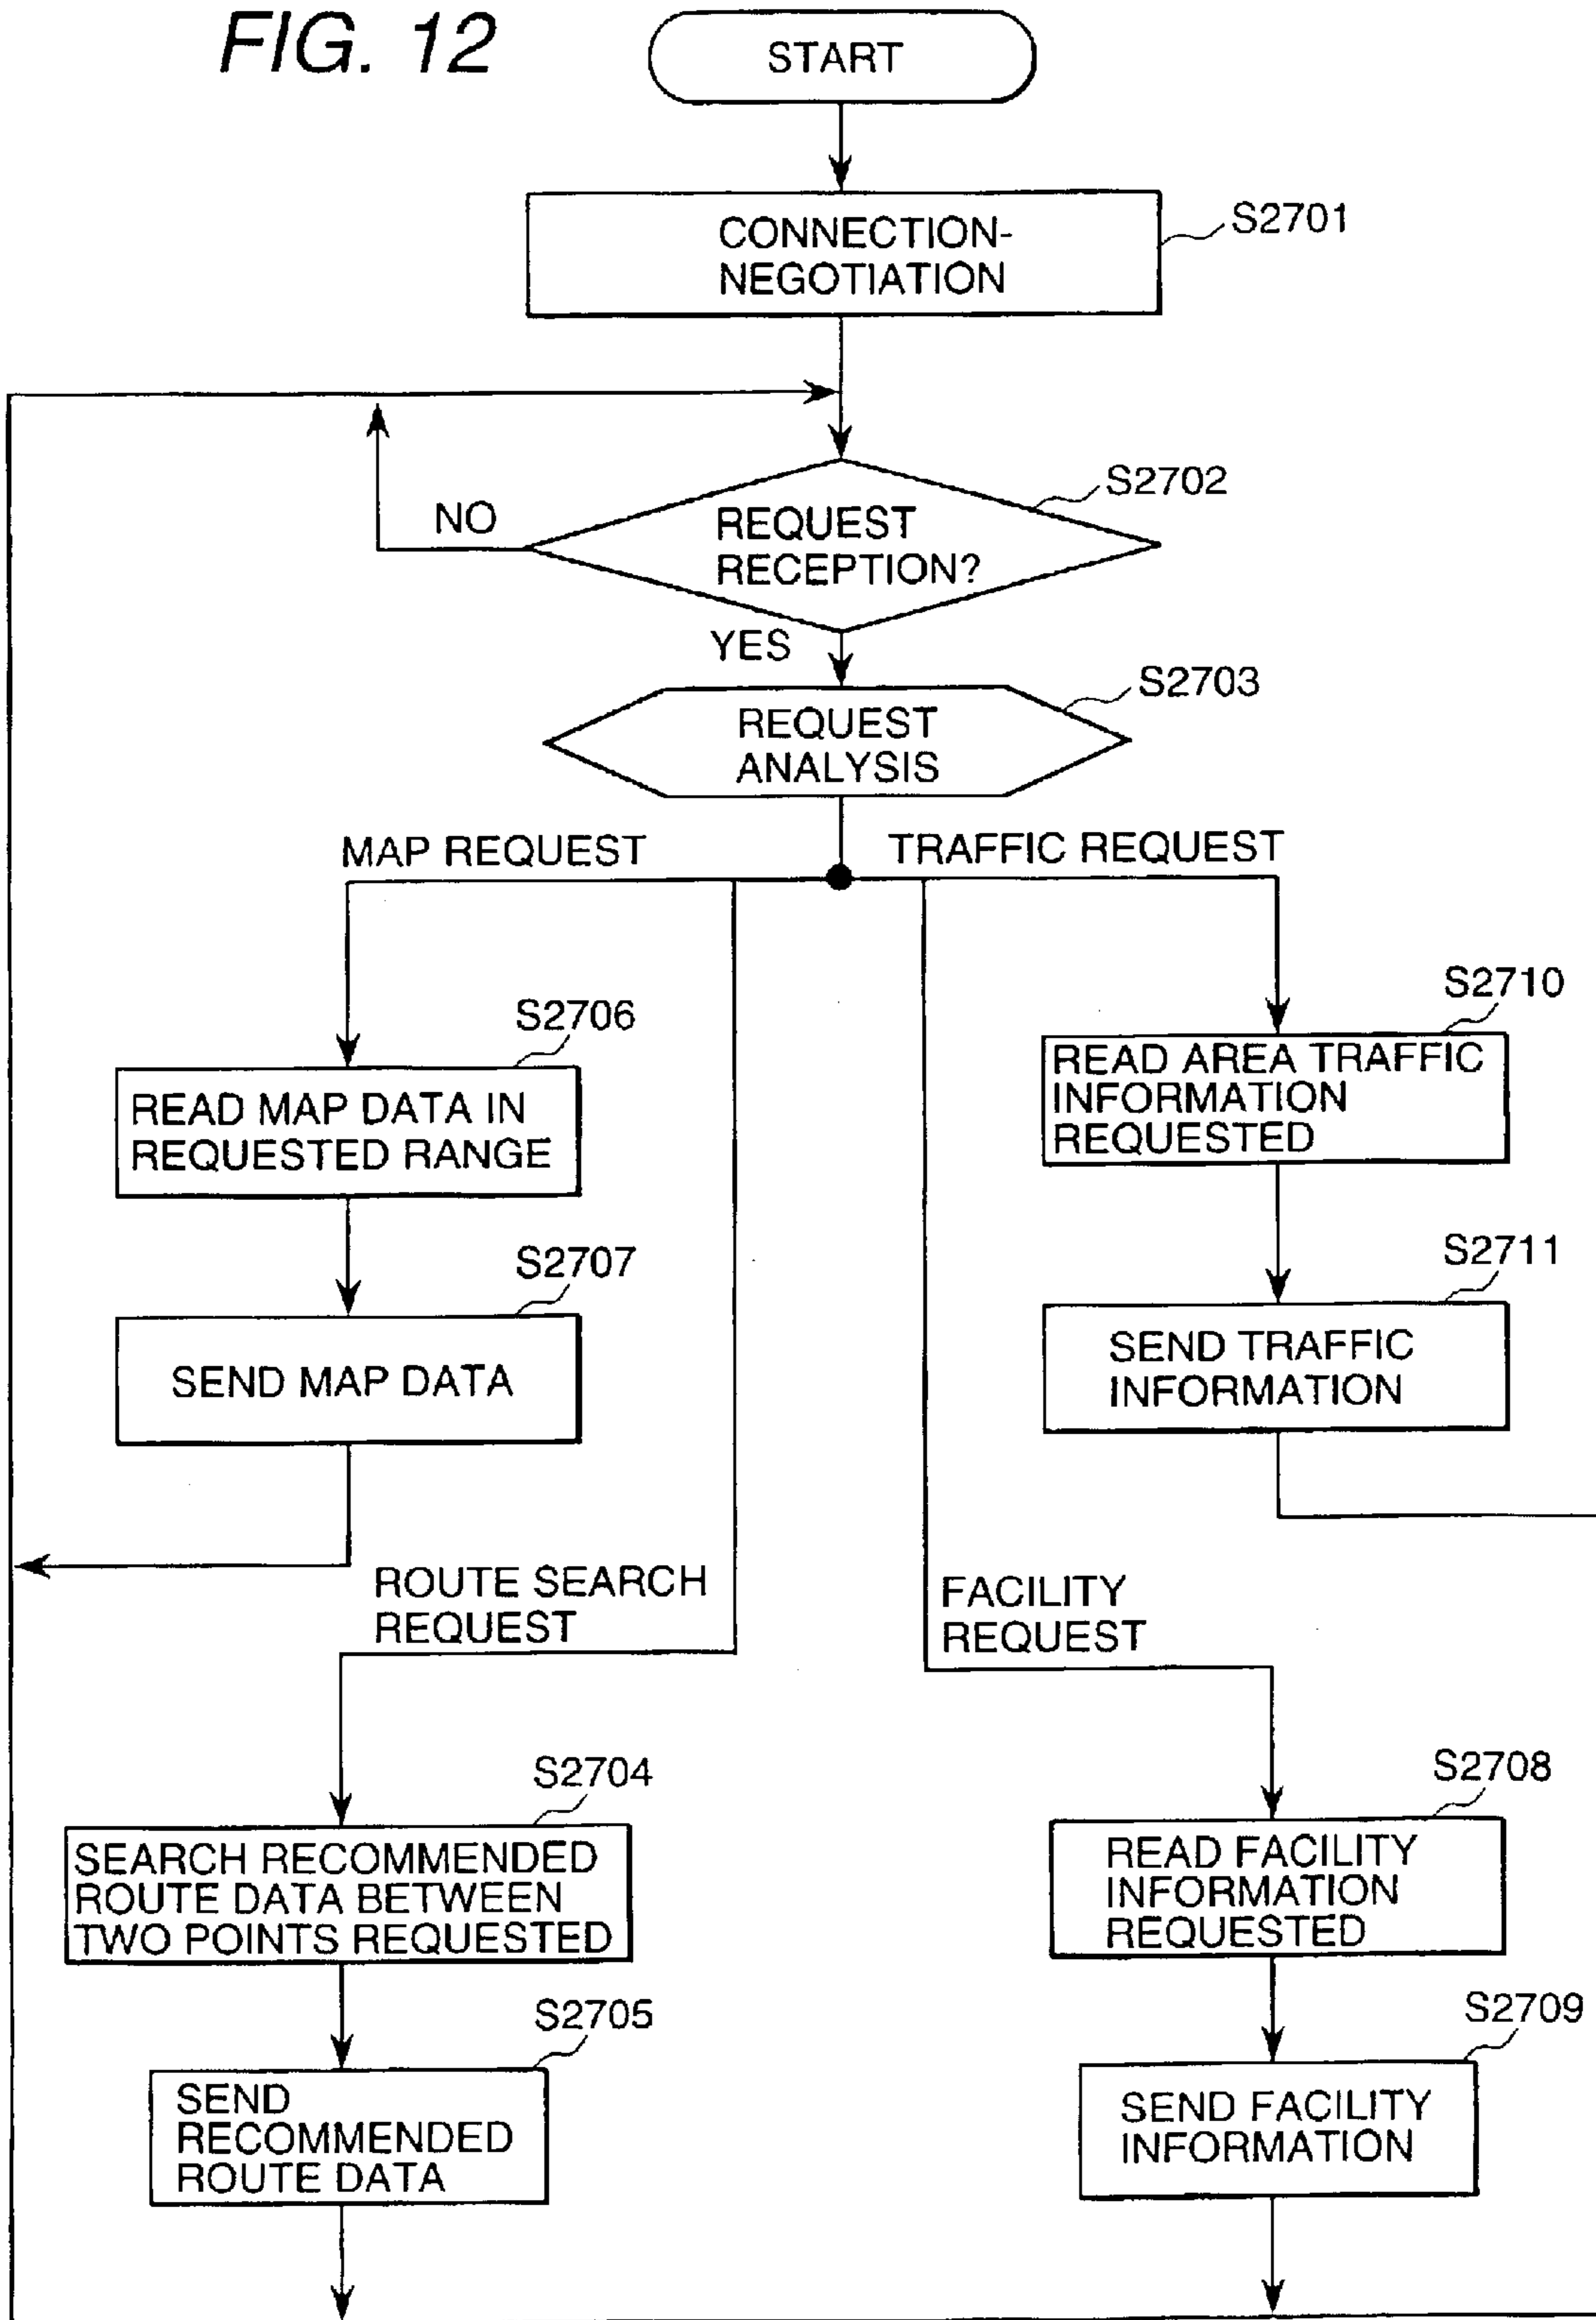 FIG. 12
START
CONNECTION-
NEGOTIATION
S2701
S2702
NO
REQUEST
RECEPTION?
YES
S2703
REQUEST
ANALYSIS
MAP REQUEST
TRAFFIC REQUEST
S2706
READ MAP DATA IN
REQUESTED RANGE
S2710
READ AREA TRAFFIC
INFORMATION
REQUESTED
S2707
SEND MAP DATA
S2711
SEND TRAFFIC
INFORMATION
ROUTE SEARCH
REQUEST
FACILITY
REQUEST
S2704
SEARCH RECOMMENDED
ROUTE DATA BETWEEN
TWO POINTS REQUESTED
S2708
READ FACILITY
INFORMATION
REQUESTED
S2705
SEND
RECOMMENDED
ROUTE DATA
S2709
SEND FACILITY
INFORMATION